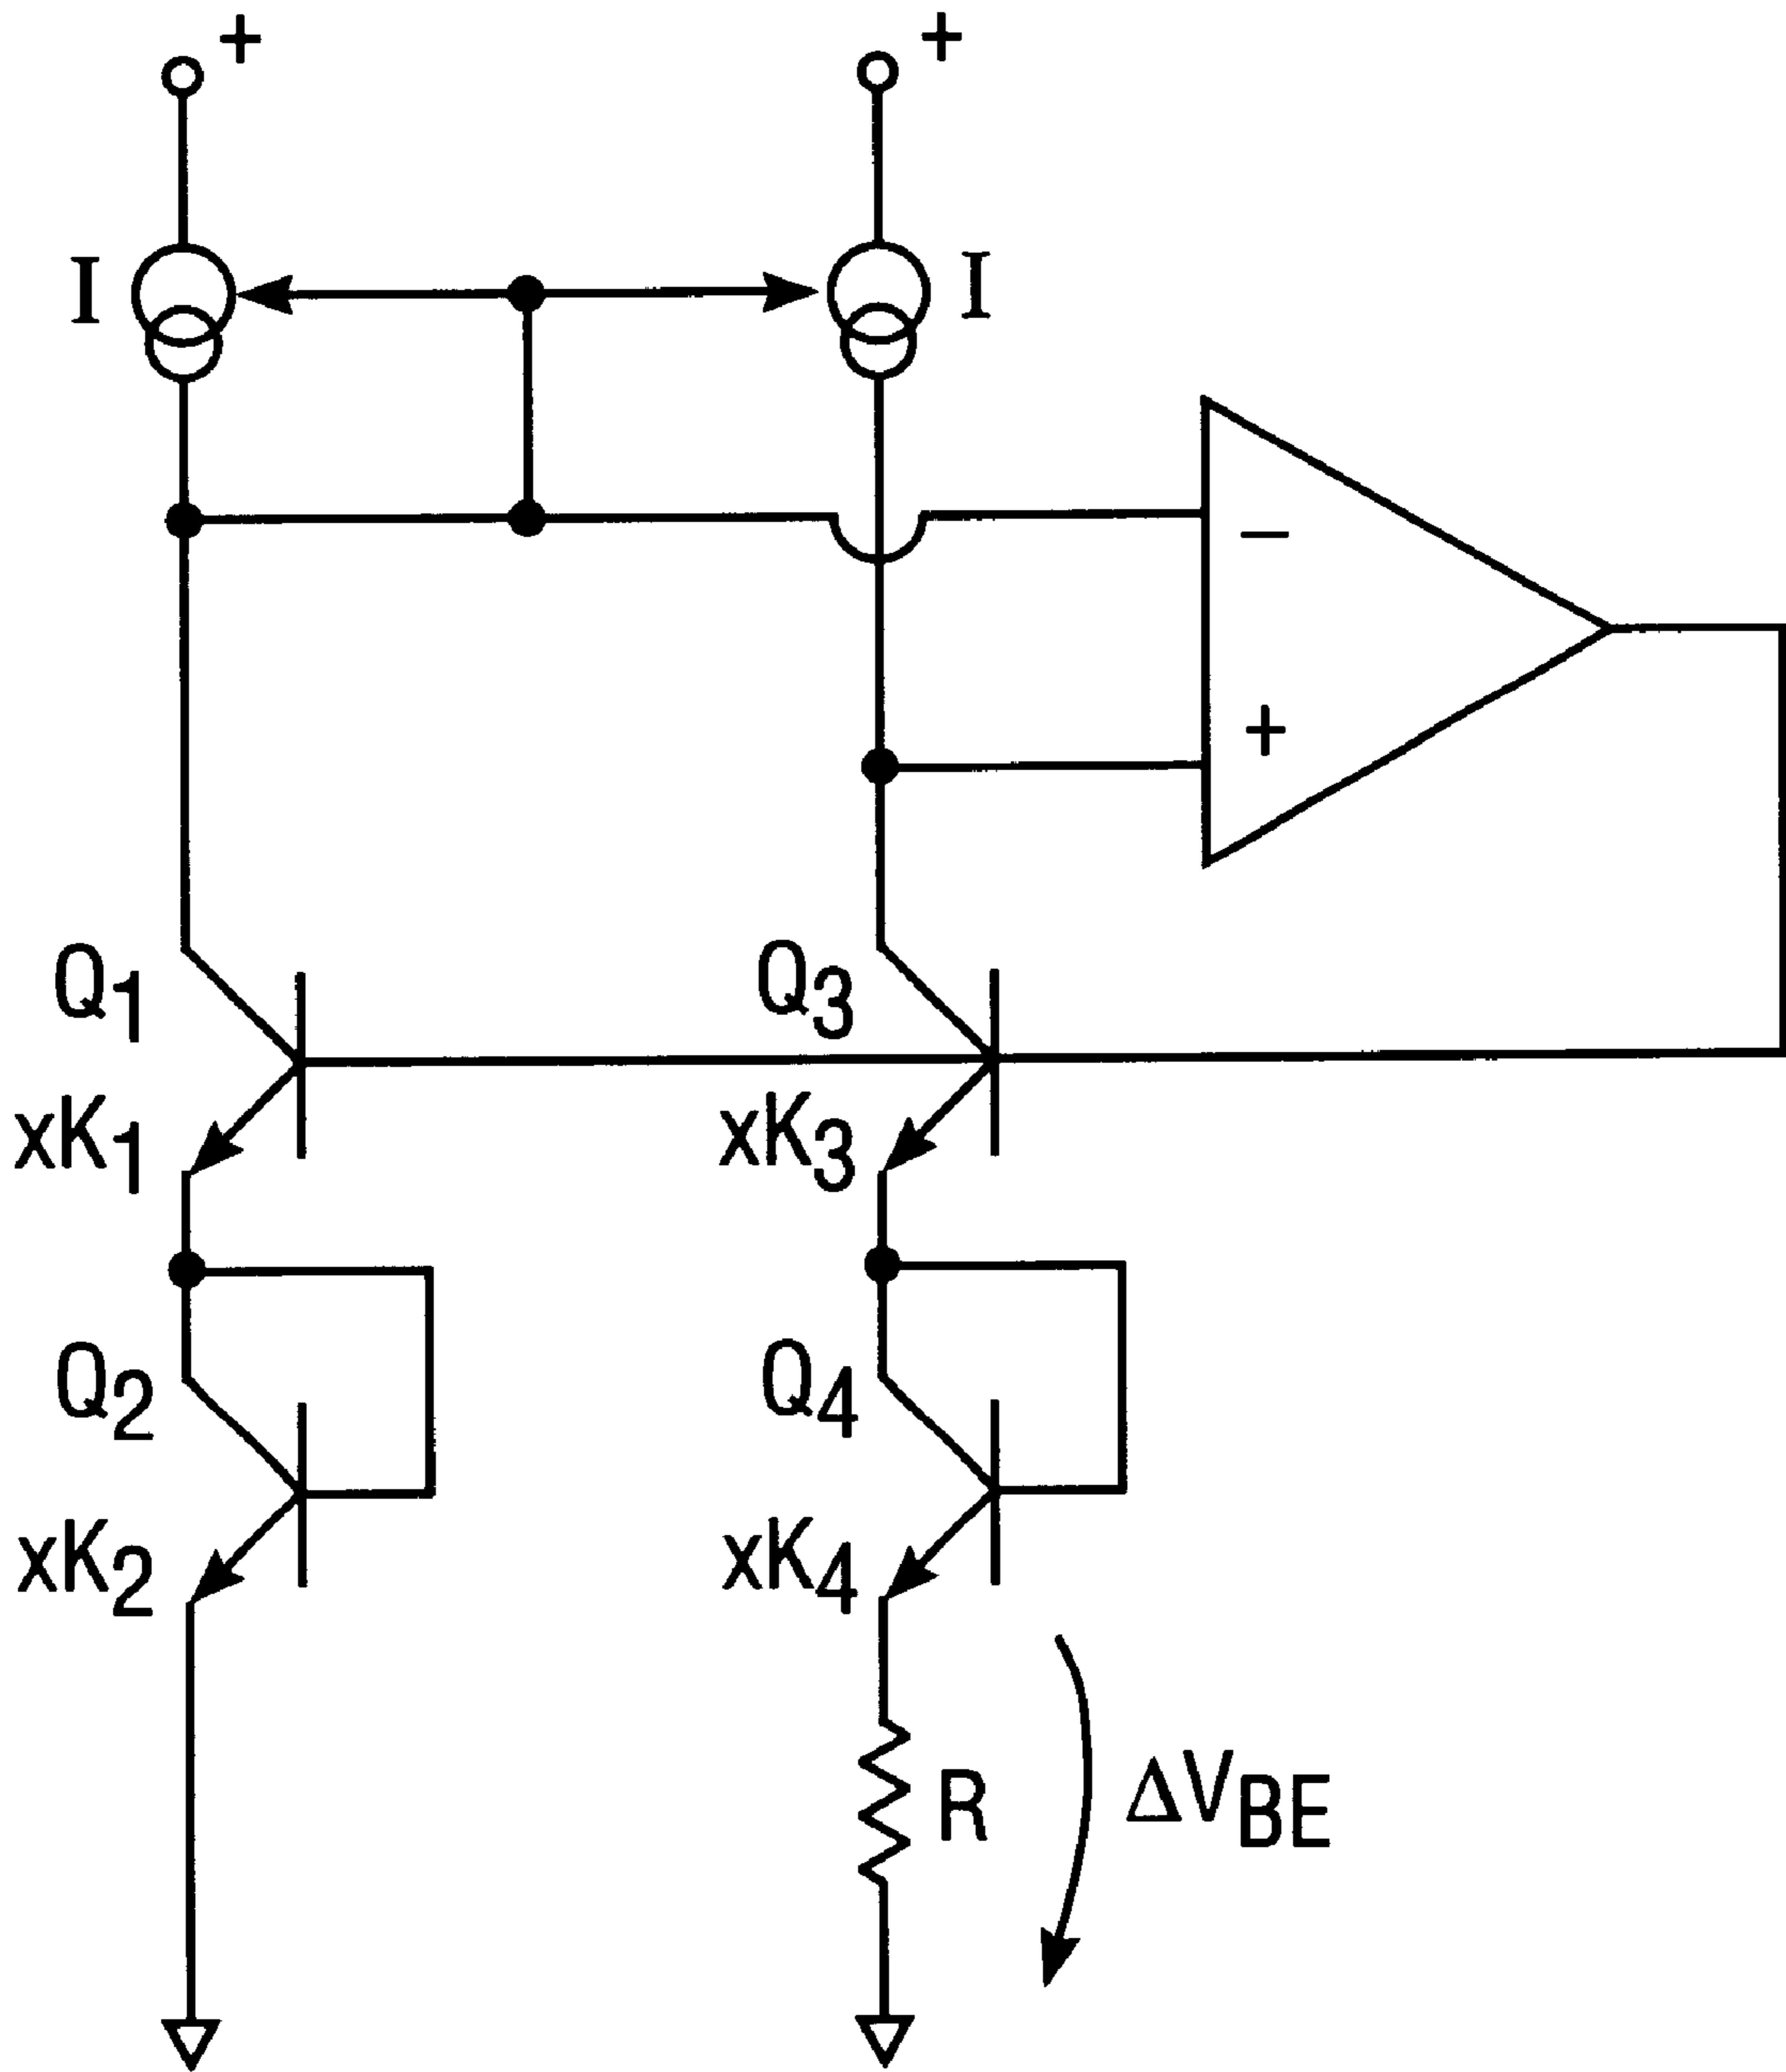 + +
I I
−
+
Q1 Q3
xK1 xK3
Q2 Q4
xK2 xK4
R ΔVBE